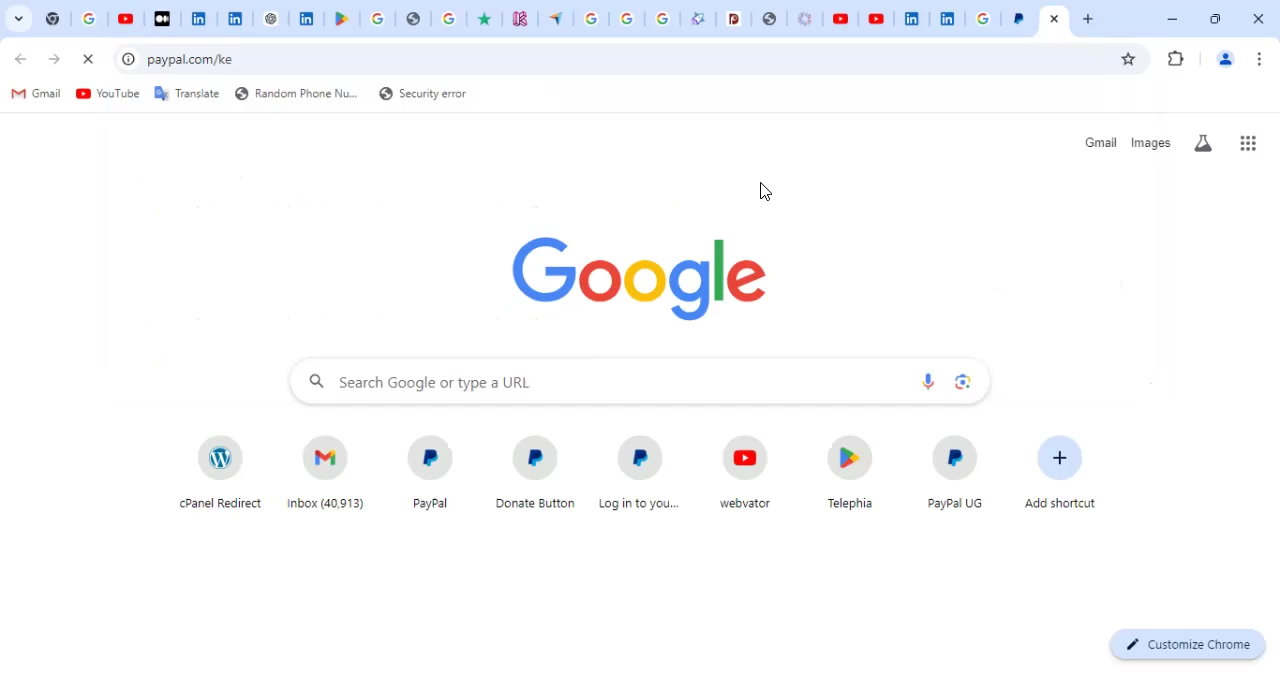 paypal.com/ke
Gmail YouTube Translate Random Phone Nu... Security error
Gmail Images
Google
Search Google or type a URL
cPanel Redirect Inbox (40,913) PayPal Donate Button Log in to you... webvator Telephia PayPal UG Add shortcut
Customize Chrome